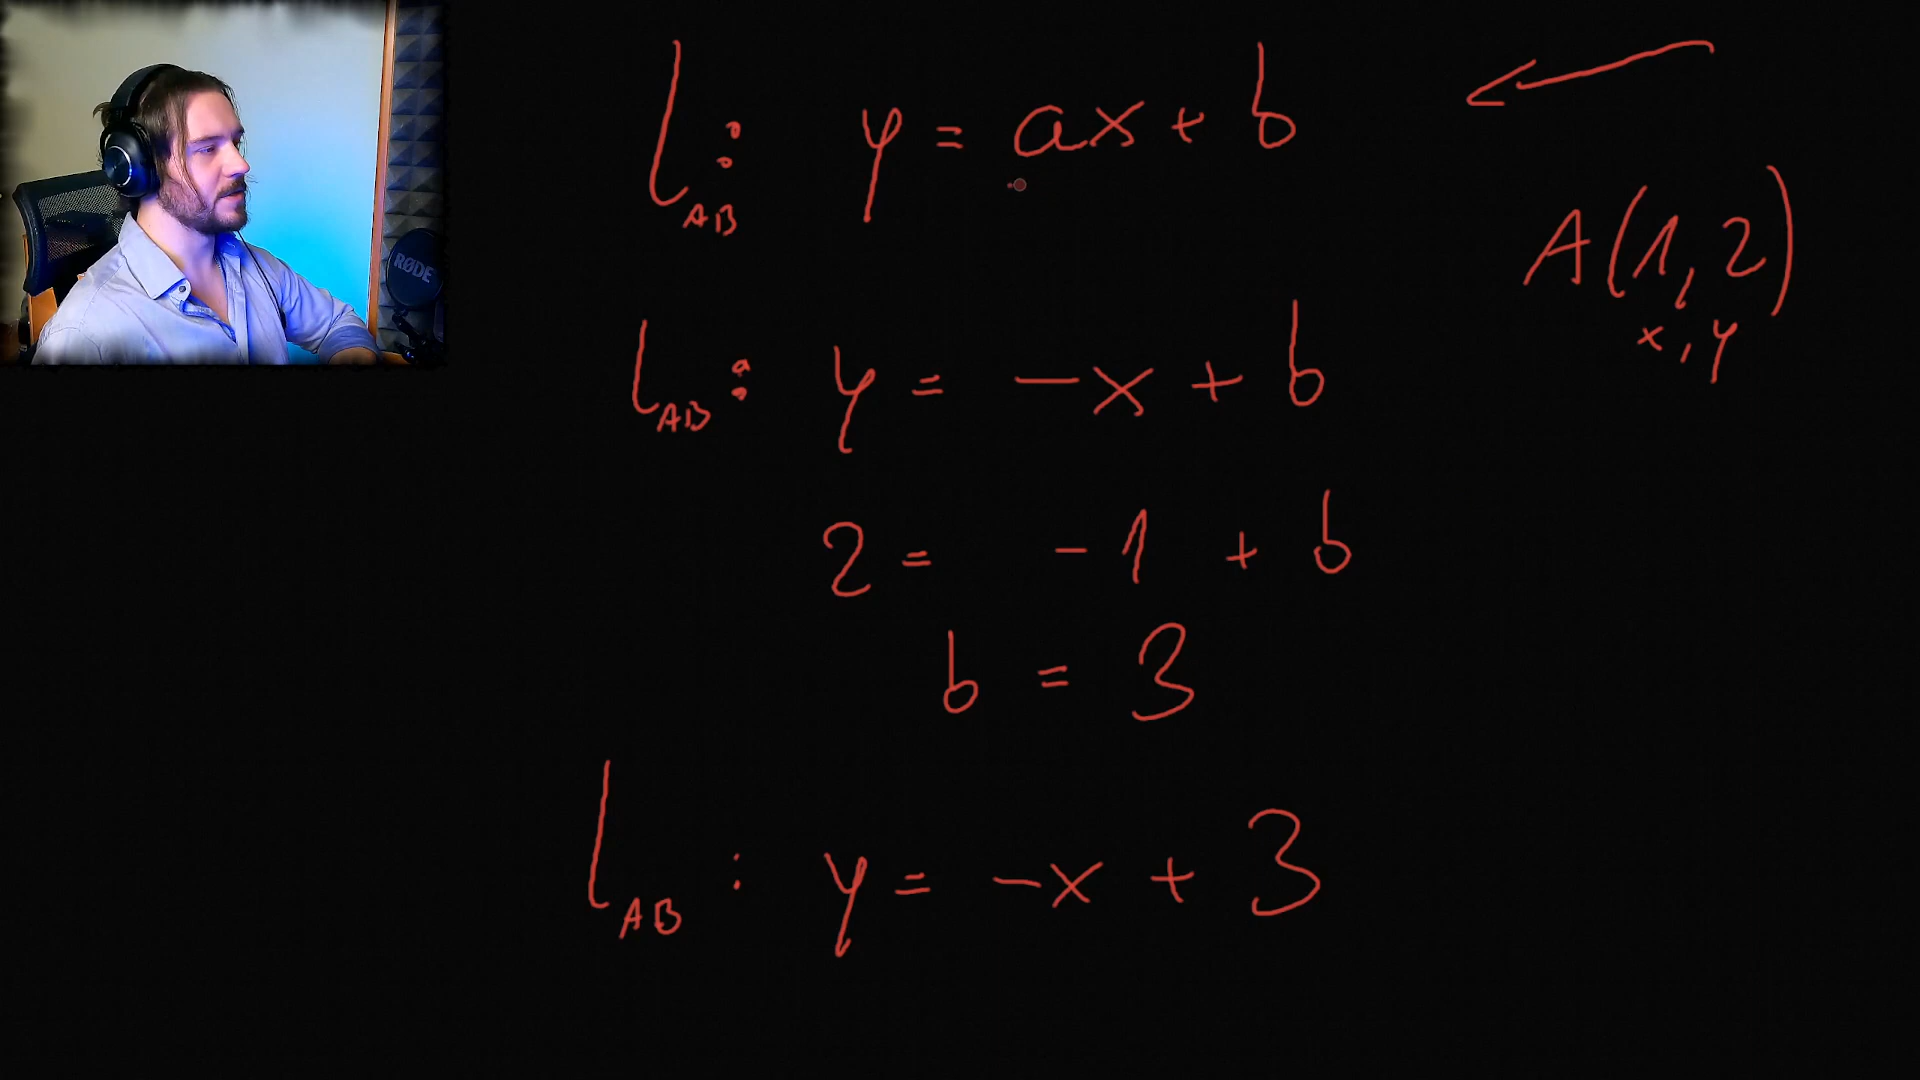 RØDE
l_AB: y = ax + b
A(1,2)
x,y
l_AB: y = -x + b
2 = -1 + b
b = 3
l_AB: y = -x + 3